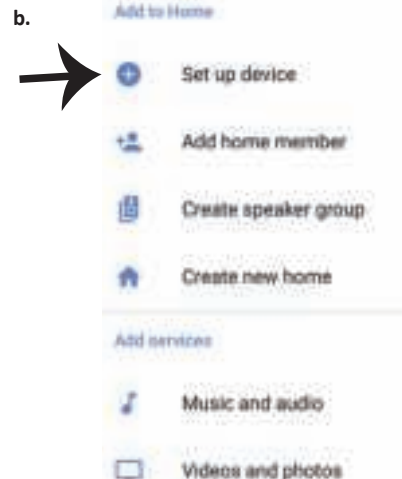 b.
Add to Home
Set up device
Add home member
Create speaker group
Create new home
Add services
Music and audio
Videos and photos